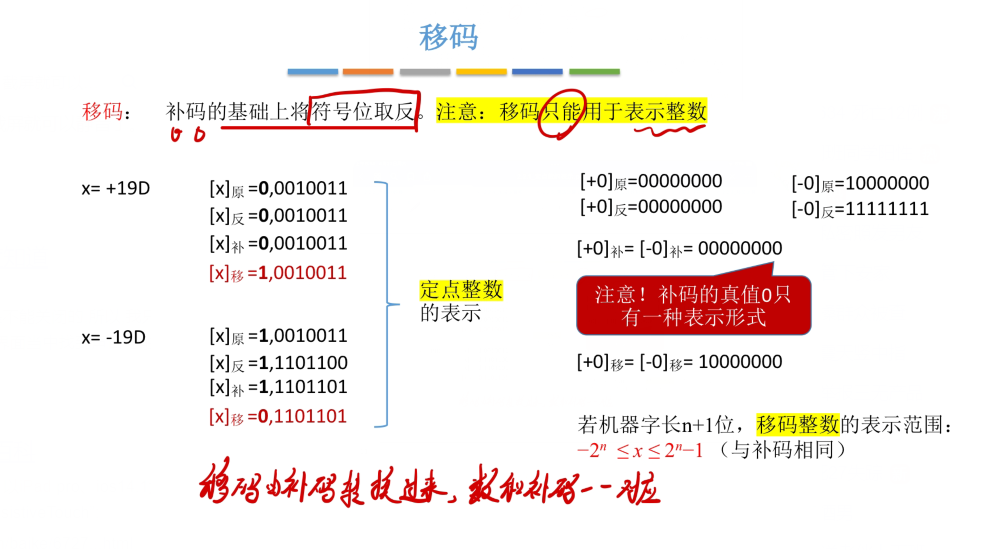 移码
移码： 补码的基础上将符号位取反。注意：移码只能用于表示整数
x= +19D
[x]原 =0,0010011
[x]反 =0,0010011
[x]补 =0,0010011
[x]移 =1,0010011
x= -19D
[x]原 =1,0010011
[x]反 =1,1101100
[x]补 =1,1101101
[x]移 =0,1101101
定点整数
的表示
[+0]原=00000000 [-0]原=10000000
[+0]反=00000000 [-0]反=11111111
[+0]补= [-0]补= 00000000
注意！补码的真值0只
有一种表示形式
[+0]移= [-0]移= 10000000
若机器字长n+1位，移码整数的表示范围：
−2ⁿ ≤ x ≤ 2ⁿ−1 （与补码相同）
移码由补码转换过来，故和补码一一对应